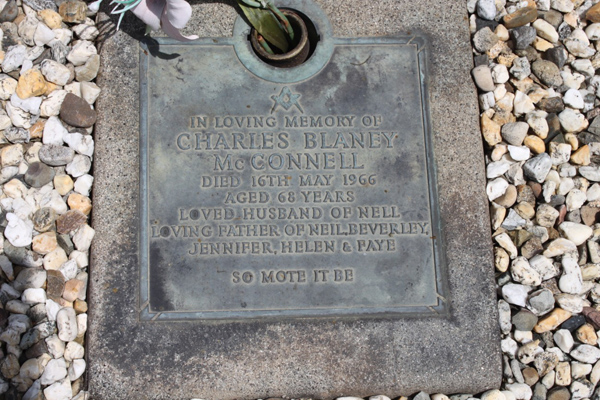 IN LOVING MEMORY OF
CHARLES BLANEY
McCONNELL
DIED 16TH MAY 1966
AGED 68 YEARS
LOVED HUSBAND OF NELL
LOVING FATHER OF NEIL, BEVERLEY,
JENNIFER, HELEN & FAYE
SO MOTE IT BE